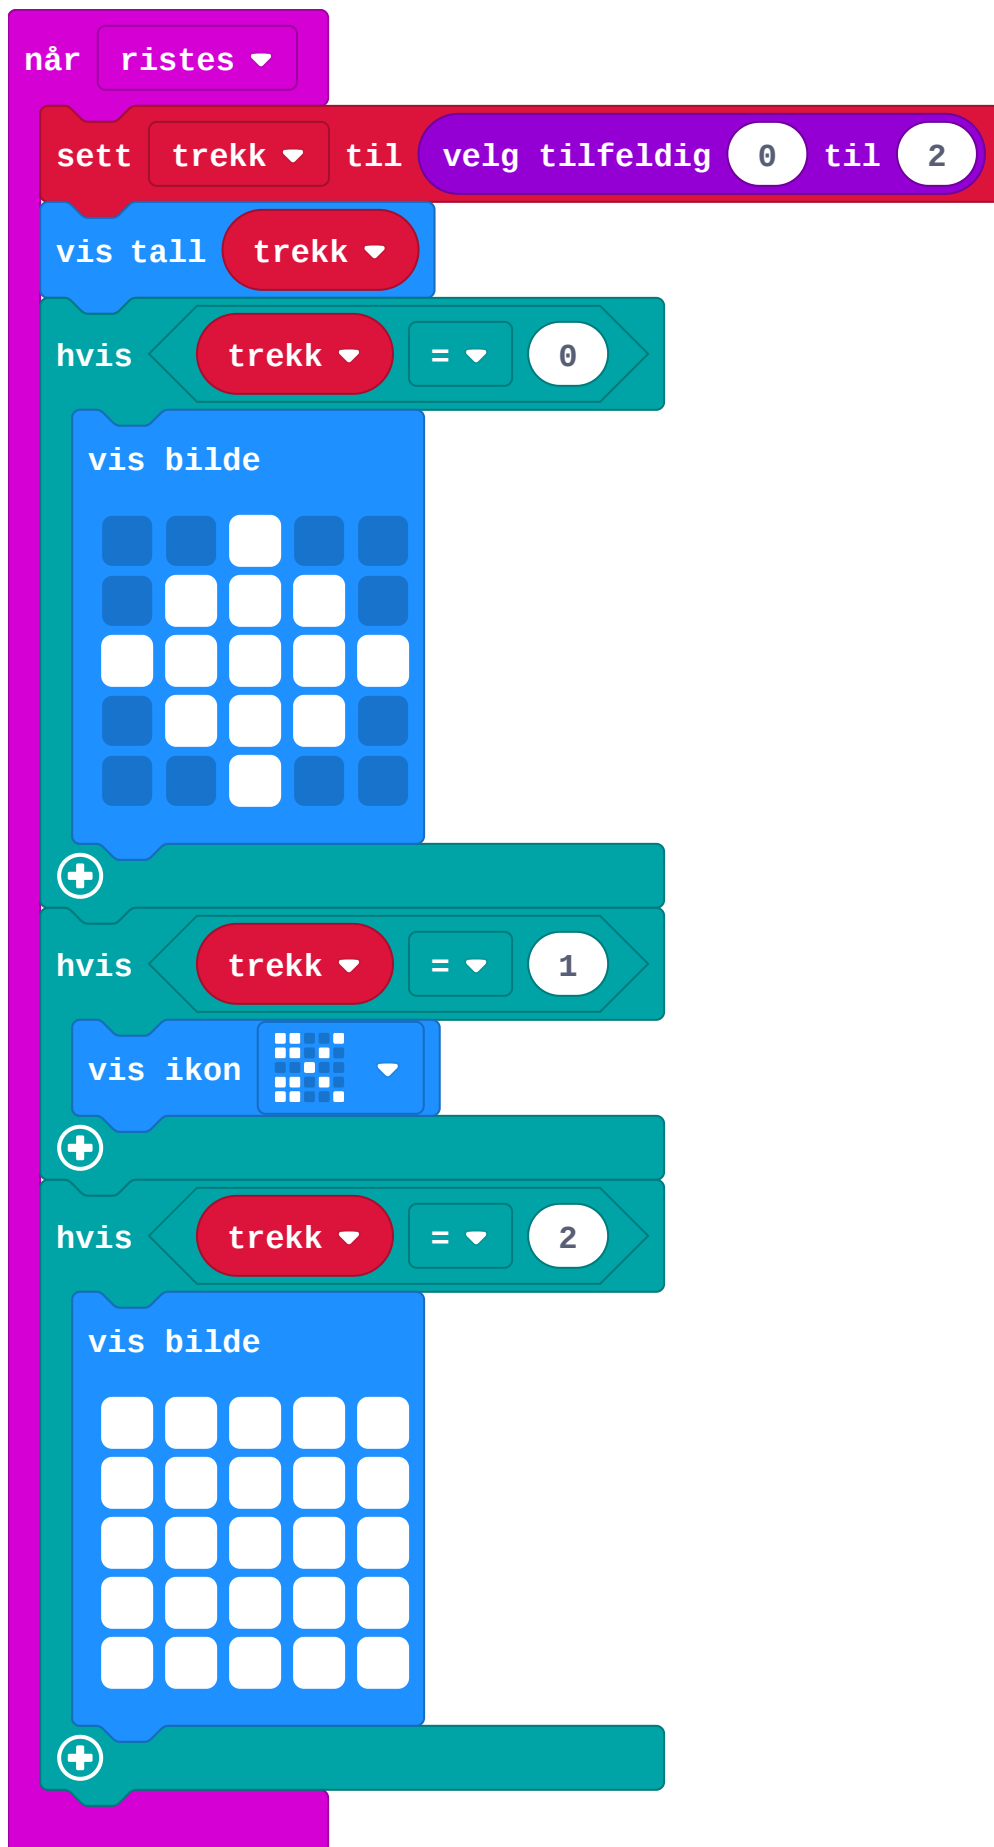 når ristes
sett trekk til velg tilfeldig 0 til 2
vis tall trekk
hvis trekk = 0
vis bilde
hvis trekk = 1
vis ikon
hvis trekk = 2
vis bilde